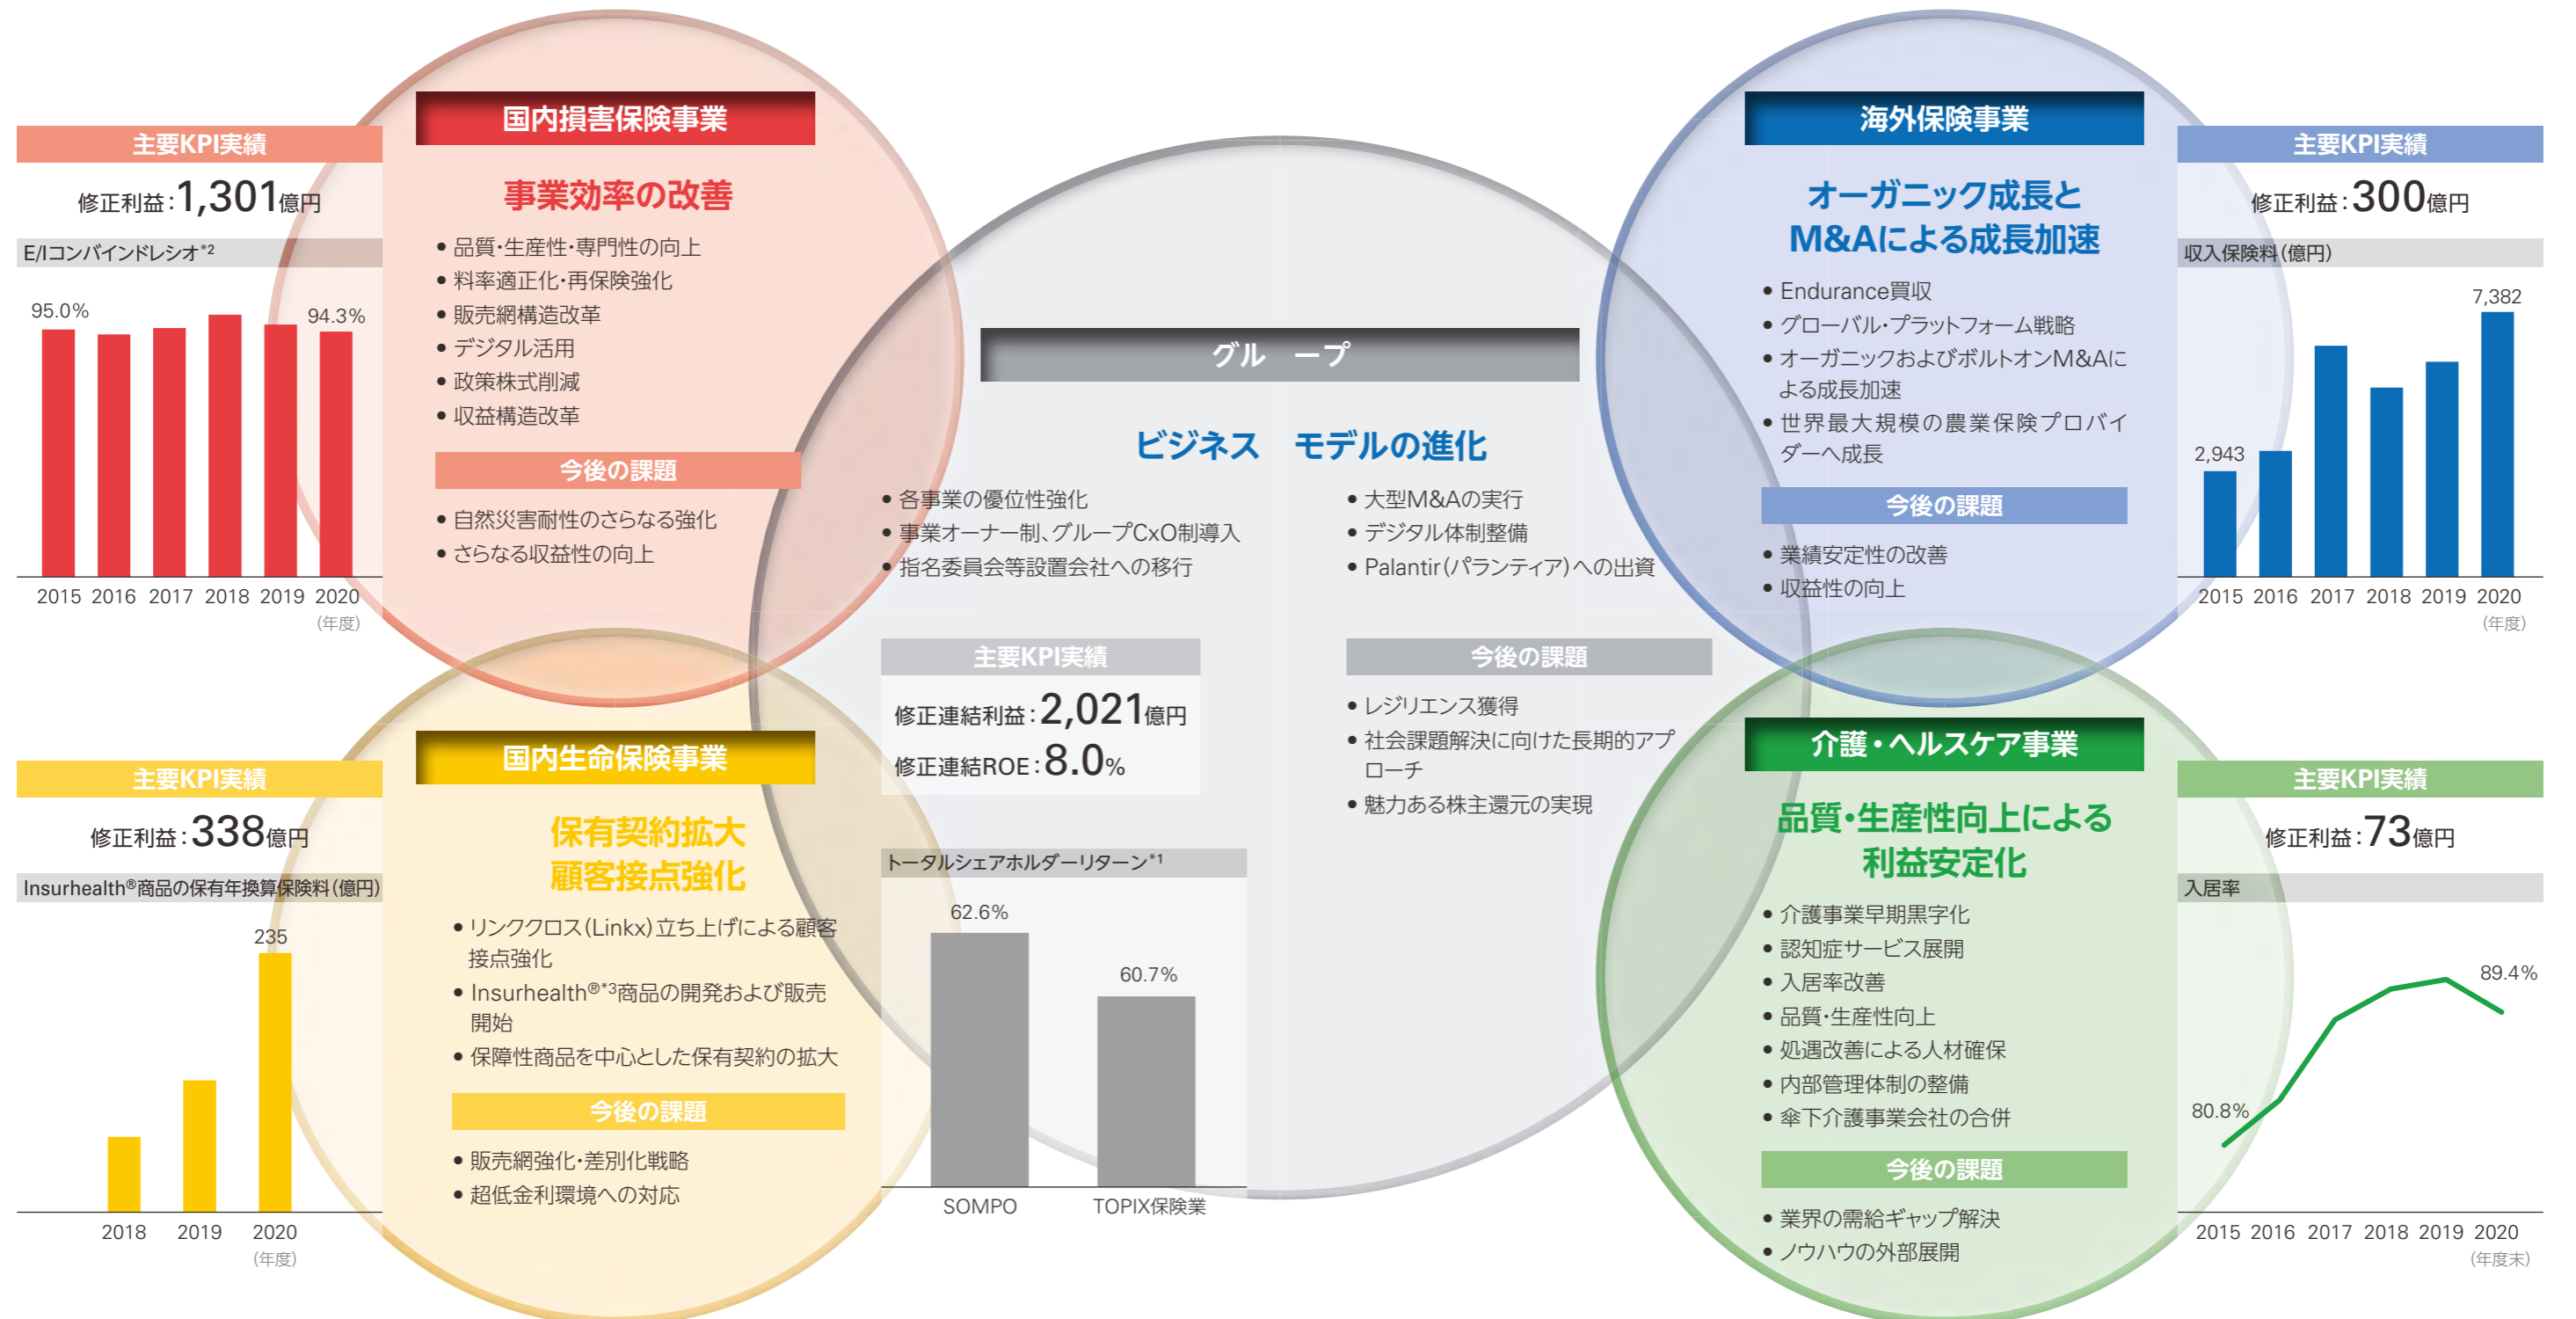 国内損害保険事業
主要KPI実績
修正利益：1,301億円
E/Iコンバインドレシオ*2
95.0%
94.3%
2015 2016 2017 2018 2019 2020
（年度）
事業効率の改善
• 品質・生産性・専門性の向上
• 料率適正化・再保険強化
• 販売網構造改革
• デジタル活用
• 政策株式削減
• 収益構造改革
今後の課題
• 自然災害耐性のさらなる強化
• さらなる収益性の向上
国内生命保険事業
主要KPI実績
修正利益：338億円
Insurhealth®商品の保有年換算保険料（億円）
235
2018 2019 2020
（年度）
保有契約拡大
顧客接点強化
• リンククロス（Linkx）立ち上げによる顧客
接点強化
• Insurhealth®*3商品の開発および販売
開始
• 保障性商品を中心とした保有契約の拡大
今後の課題
• 販売網強化・差別化戦略
• 超低金利環境への対応
グル ープ
ビジネス モデルの進化
• 各事業の優位性強化
• 事業オーナー制、グループCxO制導入
• 指名委員会等設置会社への移行
• 大型M&Aの実行
• デジタル体制整備
• Palantir（パランティア）への出資
主要KPI実績
修正連結利益：2,021億円
修正連結ROE：8.0%
トータルシェアホルダーリターン*1
62.6%
60.7%
SOMPO TOPIX保険業
今後の課題
• レジリエンス獲得
• 社会課題解決に向けた長期的アプ
ローチ
• 魅力ある株主還元の実現
海外保険事業
オーガニック成長と
M&Aによる成長加速
• Endurance買収
• グローバル・プラットフォーム戦略
• オーガニックおよびボルトオンM&Aに
よる成長加速
• 世界最大規模の農業保険プロバイ
ダーへ成長
今後の課題
• 業績安定性の改善
• 収益性の向上
主要KPI実績
修正利益：300億円
収入保険料（億円）
7,382
2,943
2015 2016 2017 2018 2019 2020
（年度）
介護・ヘルスケア事業
品質・生産性向上による
利益安定化
• 介護事業早期黒字化
• 認知症サービス展開
• 入居率改善
• 品質・生産性向上
• 処遇改善による人材確保
• 内部管理体制の整備
• 傘下介護事業会社の合併
今後の課題
• 業界の需給ギャップ解決
• ノウハウの外部展開
主要KPI実績
修正利益：73億円
入居率
89.4%
80.8%
2015 2016 2017 2018 2019 2020
（年度末）